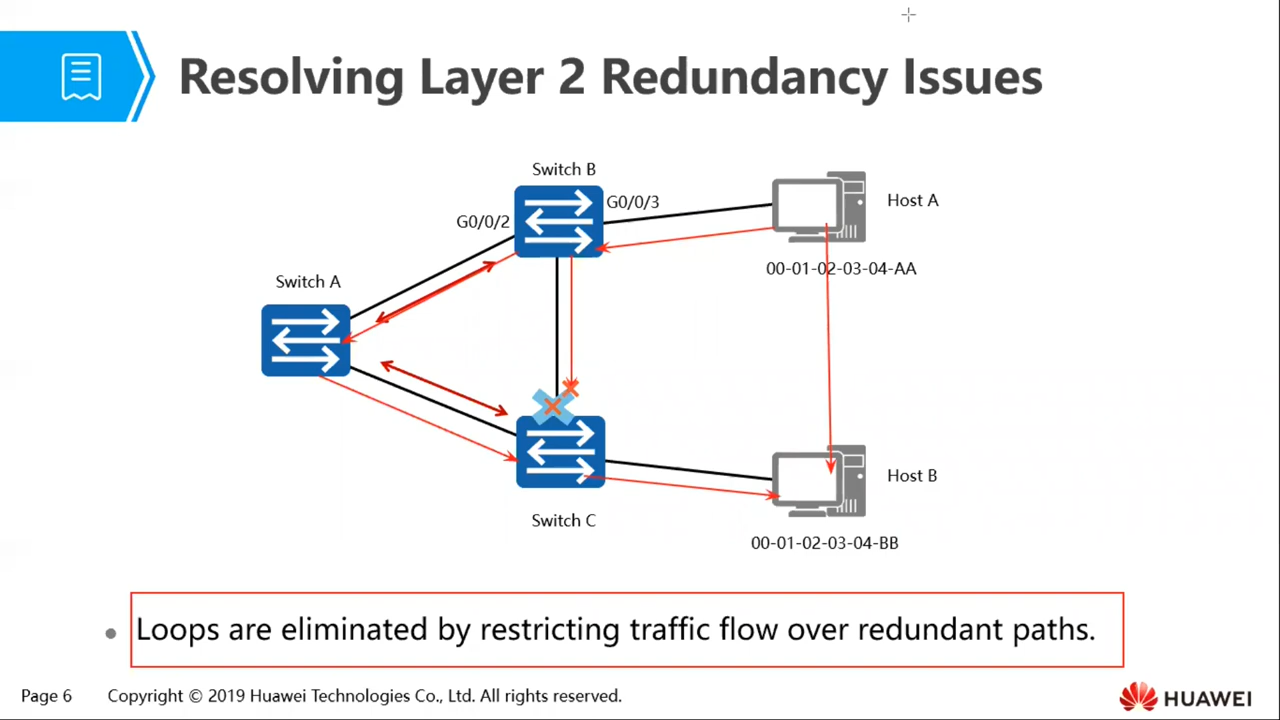 Resolving Layer 2 Redundancy Issues
Switch B
G0/0/3
Host A
G0/0/2
00-01-02-03-04-AA
Switch A
Host B
Switch C
00-01-02-03-04-BB
Loops are eliminated by restricting traffic flow over redundant paths.
Page 6 Copyright © 2019 Huawei Technologies Co., Ltd. All rights reserved.
HUAWEI